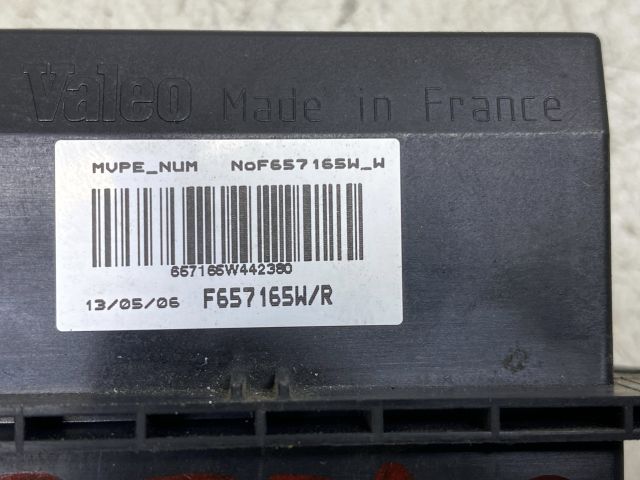 Valeo Made in France
MVPE_NUM NoF657165W_W
657165W442380
13/05/06 F657165W/R